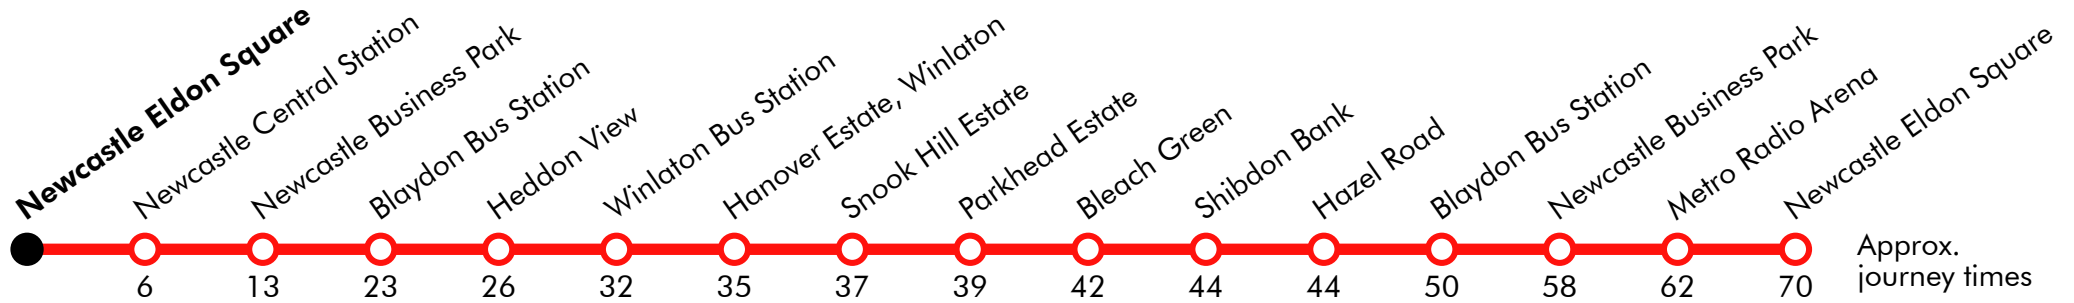 Newcastle Eldon Square
Newcastle Central Station
Newcastle Business Park
Blaydon Bus Station
Heddon View
Winlaton Bus Station
Hanover Estate, Winlaton
Snook Hill Estate
Parkhead Estate
Bleach Green
Shibdon Bank
Hazel Road
Blaydon Bus Station
Newcastle Business Park
Metro Radio Arena
Newcastle Eldon Square
6 13 23 26 32 35 37 39 42 44 44 50 58 62 70
Approx.
journey times